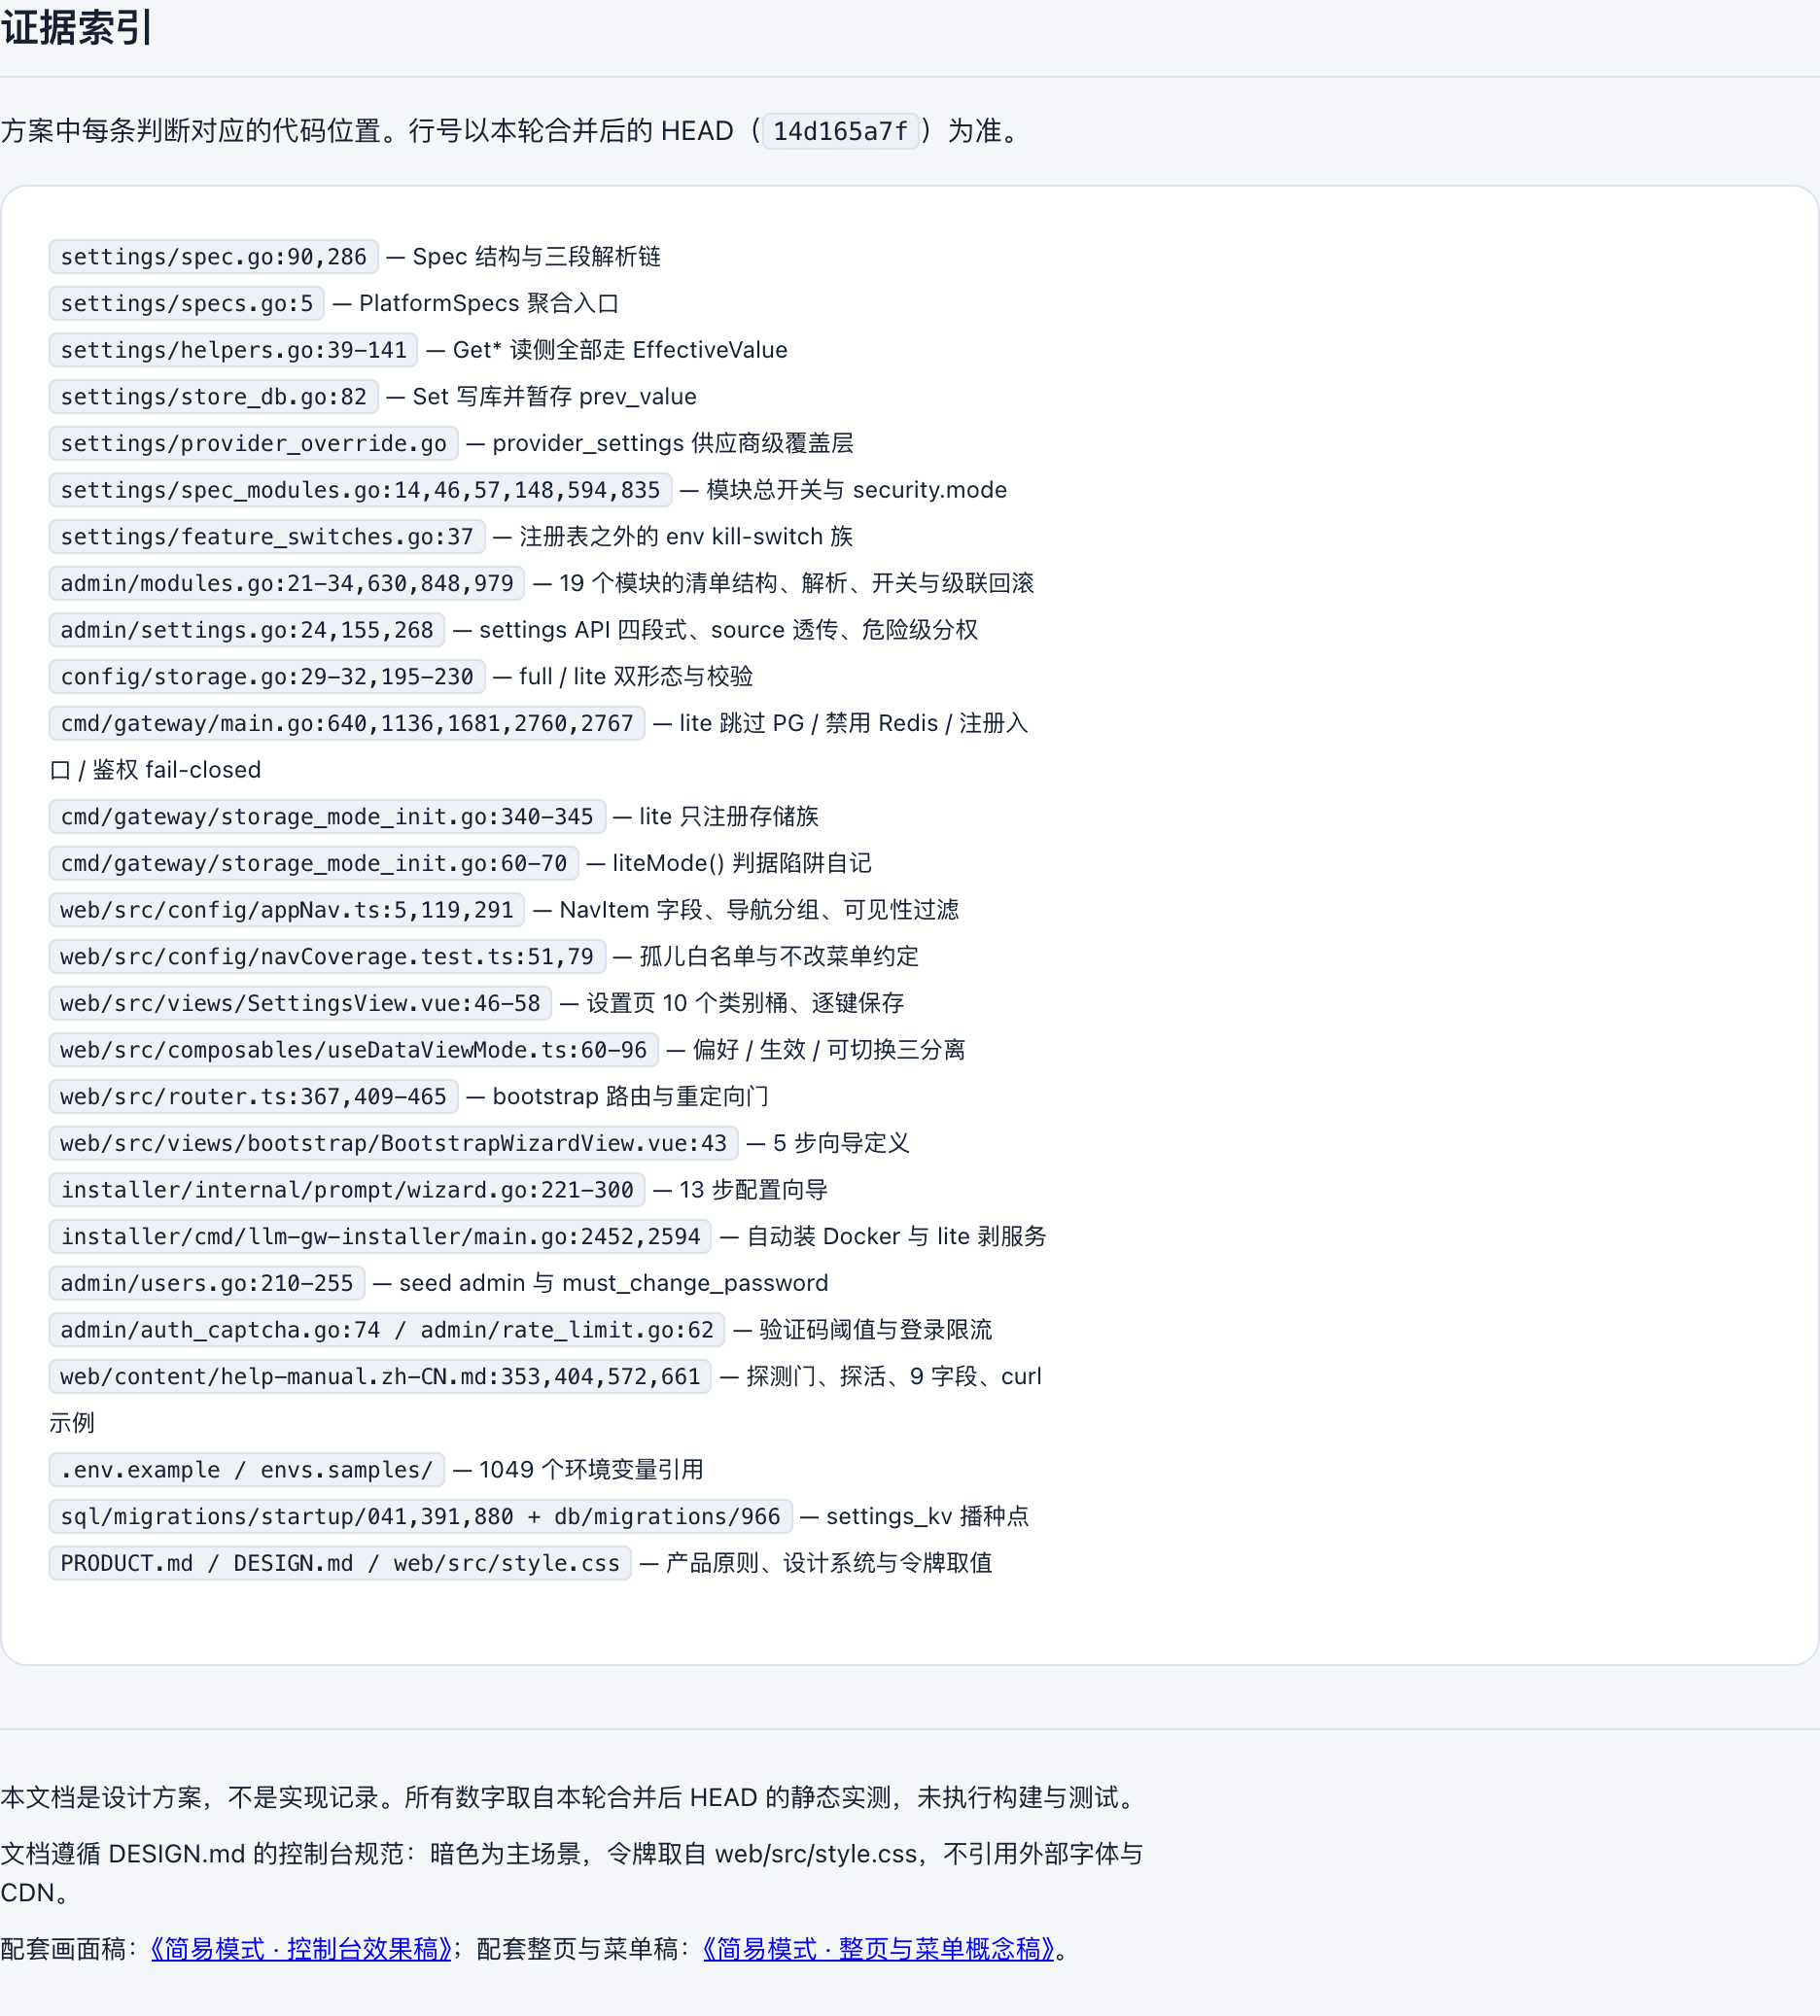 证据索引
方案中每条判断对应的代码位置。行号以本轮合并后的 HEAD（14d165a7f）为准。
settings/spec.go:90,286 — Spec 结构与三段解析链
settings/specs.go:5 — PlatformSpecs 聚合入口
settings/helpers.go:39–141 — Get* 读侧全部走 EffectiveValue
settings/store_db.go:82 — Set 写库并暂存 prev_value
settings/provider_override.go — provider_settings 供应商级覆盖层
settings/spec_modules.go:14,46,57,148,594,835 — 模块总开关与 security.mode
settings/feature_switches.go:37 — 注册表之外的 env kill-switch 族
admin/modules.go:21–34,630,848,979 — 19 个模块的清单结构、解析、开关与级联回滚
admin/settings.go:24,155,268 — settings API 四段式、source 透传、危险级分权
config/storage.go:29–32,195–230 — full / lite 双形态与校验
cmd/gateway/main.go:640,1136,1681,2760,2767 — lite 跳过 PG / 禁用 Redis / 注册入
口 / 鉴权 fail-closed
cmd/gateway/storage_mode_init.go:340–345 — lite 只注册存储族
cmd/gateway/storage_mode_init.go:60–70 — liteMode() 判据陷阱自记
web/src/config/appNav.ts:5,119,291 — NavItem 字段、导航分组、可见性过滤
web/src/config/navCoverage.test.ts:51,79 — 孤儿白名单与不改菜单约定
web/src/views/SettingsView.vue:46–58 — 设置页 10 个类别桶、逐键保存
web/src/composables/useDataViewMode.ts:60–96 — 偏好 / 生效 / 可切换三分离
web/src/router.ts:367,409–465 — bootstrap 路由与重定向门
web/src/views/bootstrap/BootstrapWizardView.vue:43 — 5 步向导定义
installer/internal/prompt/wizard.go:221–300 — 13 步配置向导
installer/cmd/llm-gw-installer/main.go:2452,2594 — 自动装 Docker 与 lite 剥服务
admin/users.go:210–255 — seed admin 与 must_change_password
admin/auth_captcha.go:74 / admin/rate_limit.go:62 — 验证码阈值与登录限流
web/content/help-manual.zh-CN.md:353,404,572,661 — 探测门、探活、9 字段、curl
示例
.env.example / envs.samples/ — 1049 个环境变量引用
sql/migrations/startup/041,391,880 + db/migrations/966 — settings_kv 播种点
PRODUCT.md / DESIGN.md / web/src/style.css — 产品原则、设计系统与令牌取值
本文档是设计方案，不是实现记录。所有数字取自本轮合并后 HEAD 的静态实测，未执行构建与测试。
文档遵循 DESIGN.md 的控制台规范：暗色为主场景，令牌取自 web/src/style.css，不引用外部字体与
CDN。
配套画面稿：《简易模式 · 控制台效果稿》；配套整页与菜单稿：《简易模式 · 整页与菜单概念稿》。